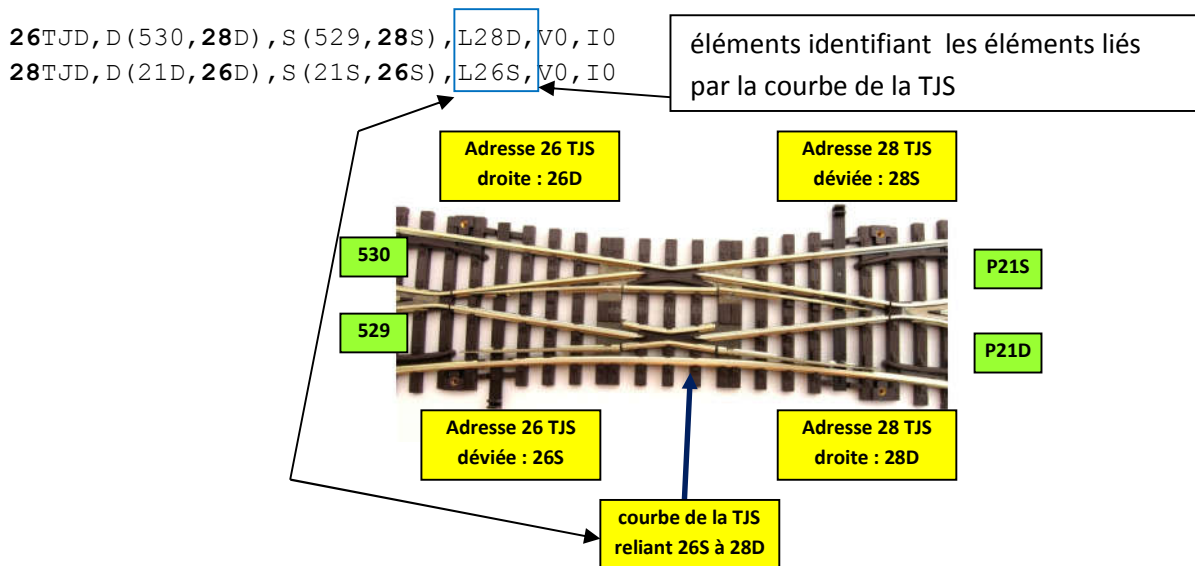 26TJD,D(530,28D),S(529,28S),L28D,V0,I0
28TJD,D(21D,26D),S(21S,26S),L26S,V0,I0
éléments identifiant les éléments liés
par la courbe de la TJS
Adresse 26 TJS
droite : 26D
Adresse 28 TJS
déviée : 28S
530
P21S
529
P21D
Adresse 26 TJS
déviée : 26S
Adresse 28 TJS
droite : 28D
courbe de la TJS
reliant 26S à 28D